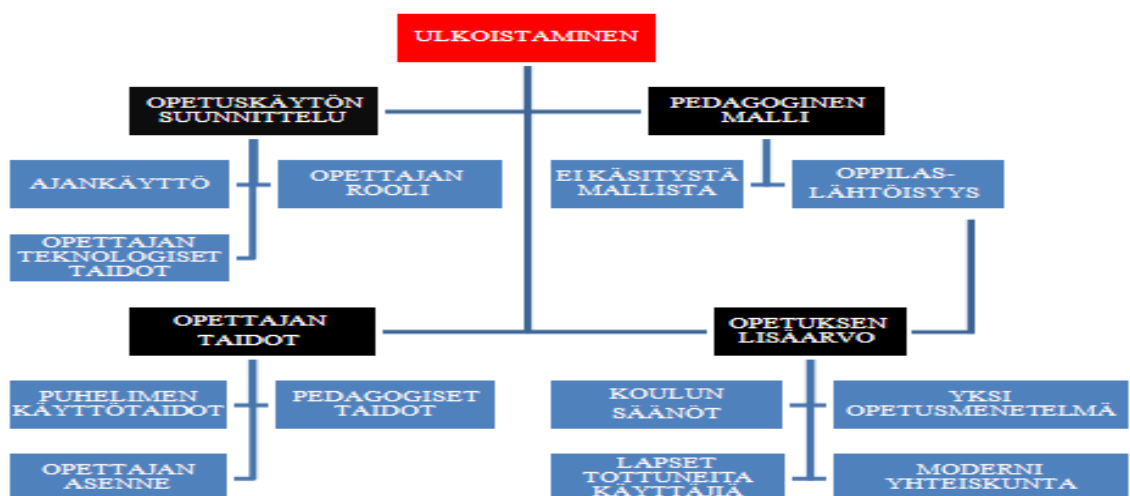 ULKOISTAMINEN
OPETUSKÄYTÖN
SUUNNITTELU
PEDAGOGINEN
MALLI
AJANKÄYTTÖ
OPETTAJAN
ROOLI
EI KÄSITYSTÄ
MALLISTA
OPPILAS-
LÄHTÖISYYS
OPETTAJAN
TEKNOLOGISET
TAIDOT
OPETTAJAN
TAIDOT
OPETUKSEN
LISÄARVO
PUHELIMEN
KÄYTTÖTAIDOT
PEDAGOGISET
TAIDOT
KOULUN
SÄÄNÖT
YKSI
OPETUSMENETELMÄ
OPETTAJAN
ASENNE
LAPSET
TOTTUNEITA
KÄYTTÄJIÄ
MODERNI
YHTEISKUNTA